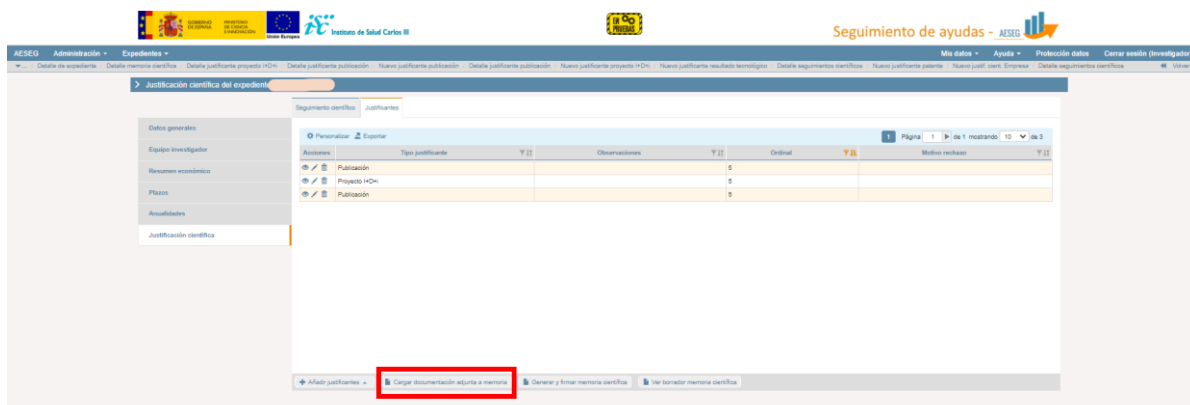 GOBIERNO DE ESPAÑA
MINISTERIO DE CIENCIA E INNOVACIÓN
Unión Europea
isc Instituto de Salud Carlos III
EN PRUEBAS
Seguimiento de ayudas - AESEG
AESEG Administración Expedientes Mis datos Ayuda Protección datos Cerrar sesión (Investigador
... Detalle de expediente Detalle memoria científica Detalle justificante proyecto I+D+i Detalle justificante publicación Nuevo justificante publicación Detalle justificante publicación Nuevo justificante proyecto I+D+i Nuevo justificante resultado tecnológico Detalle seguimientos científicos Nuevo justificante patente Nuevo justif. cient. Empresa Detalle seguimientos científicos Volver
Justificación científica del expedient
Seguimiento científico Justificantes
Datos generales
Equipo investigador
Resumen económico
Plazos
Anualidades
Justificación científica
Personalizar Exportar 1 Página 1 de 1 mostrando 10 de 3
Acciones Tipo justificante Observaciones Ordinal Motivo rechazo
Publicación 5
Proyecto I+D+i 5
Publicación 5
Añadir justificantes Cargar documentación adjunta a memoria Generar y firmar memoria científica Ver borrador memoria científica